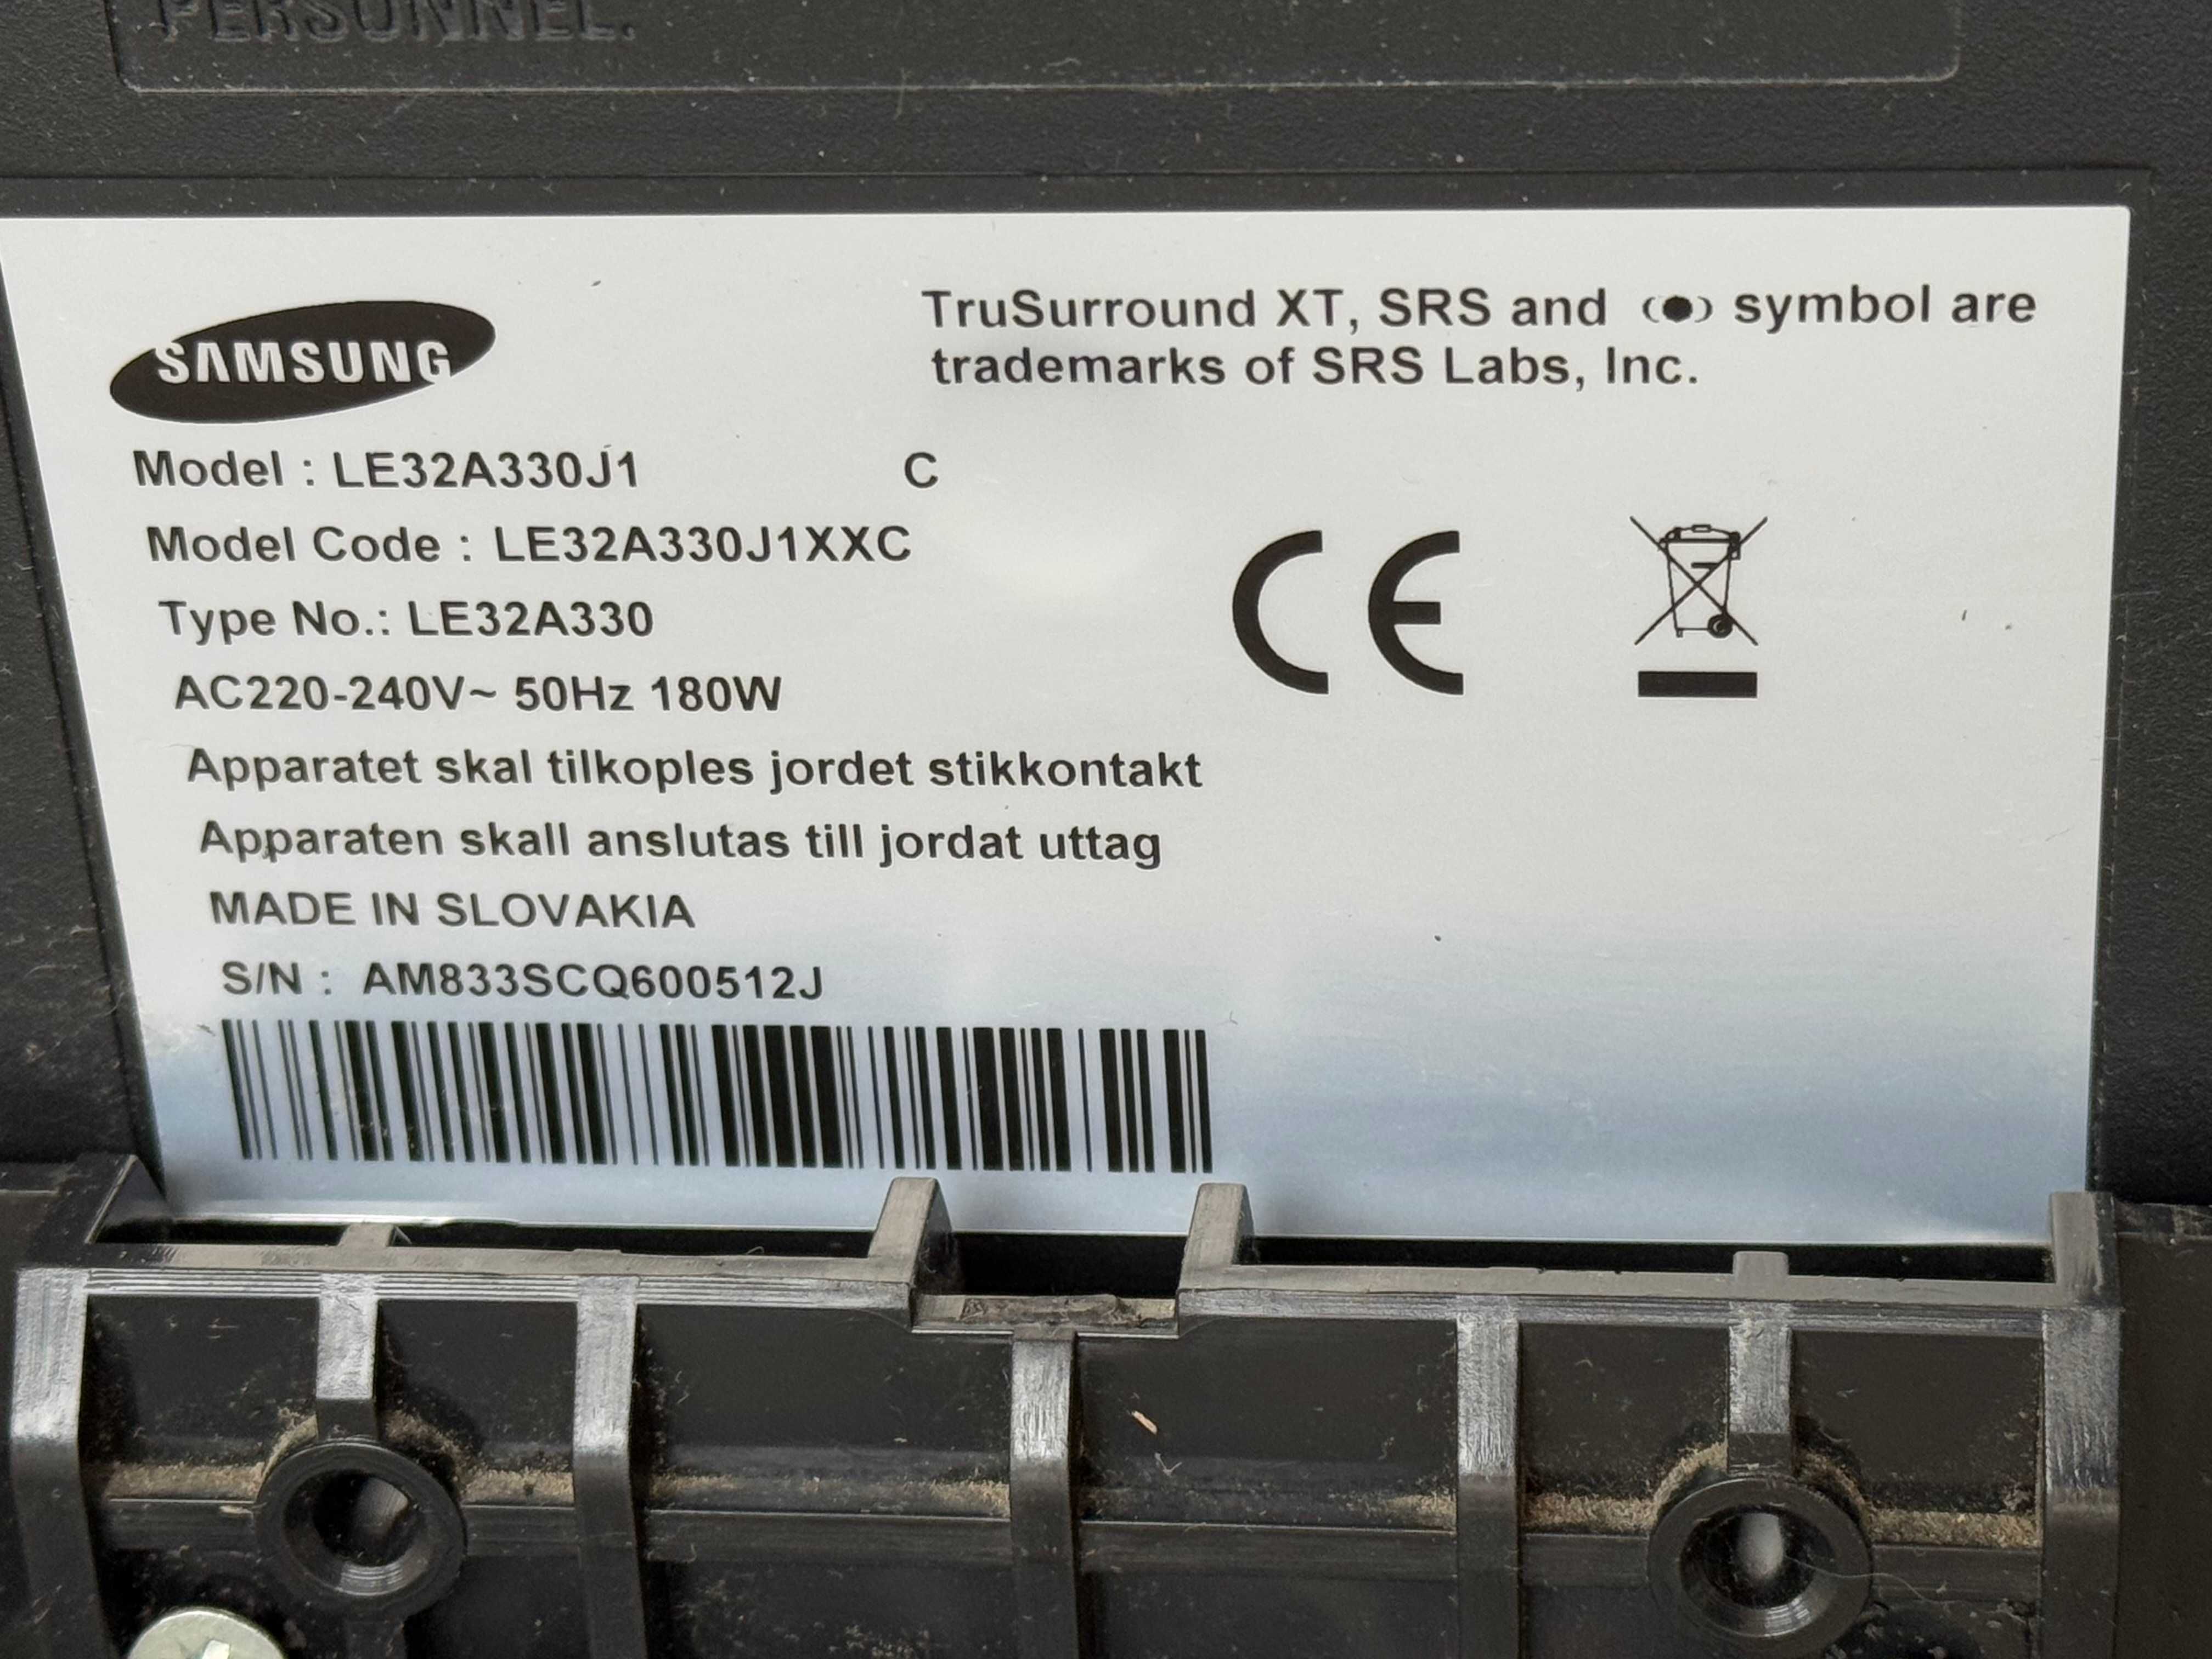 PERSONNEL.
SAMSUNG
TruSurround XT, SRS and (●) symbol are
trademarks of SRS Labs, Inc.
Model : LE32A330J1 C
Model Code : LE32A330J1XXC
Type No.: LE32A330
AC220-240V~ 50Hz 180W
CE
Apparatet skal tilkoples jordet stikkontakt
Apparaten skall anslutas till jordat uttag
MADE IN SLOVAKIA
S/N : AM833SCQ600512J